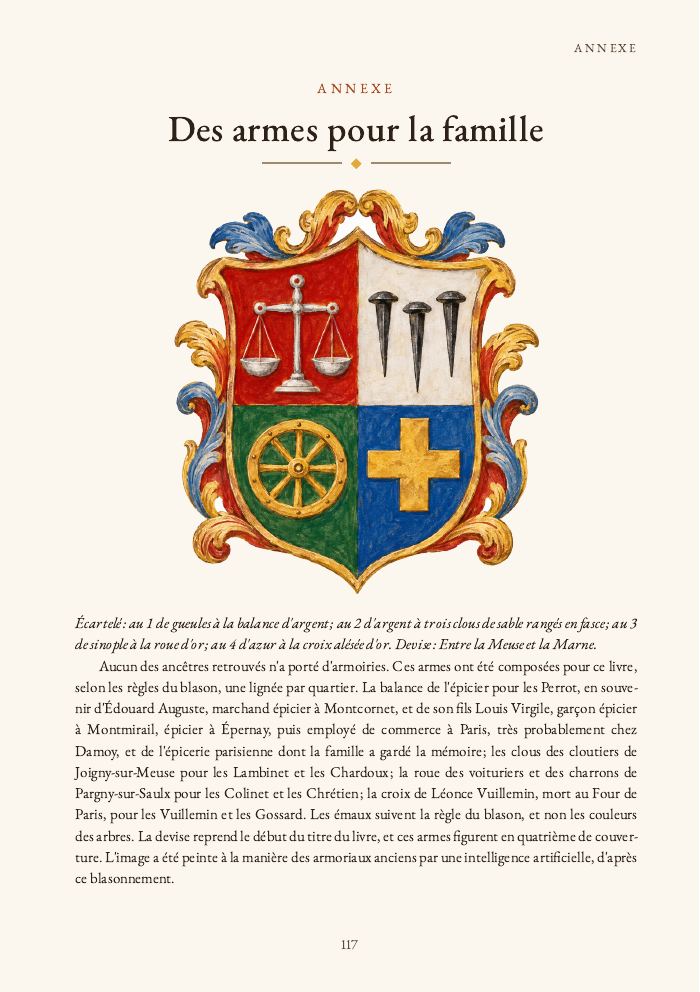 ANNEXE
ANNEXE
Des armes pour la famille
Écartelé : au 1 de gueules à la balance d'argent ; au 2 d'argent à trois clous de sable rangés en fasce ; au 3
de sinople à la roue d'or ; au 4 d'azur à la croix alésée d'or. Devise : Entre la Meuse et la Marne.
Aucun des ancêtres retrouvés n'a porté d'armoiries. Ces armes ont été composées pour ce livre,
selon les règles du blason, une lignée par quartier. La balance de l'épicier pour les Perrot, en souve-
nir d'Édouard Auguste, marchand épicier à Montcornet, et de son fils Louis Virgile, garçon épicier
à Montmirail, épicier à Épernay, puis employé de commerce à Paris, très probablement chez
Damoy, et de l'épicerie parisienne dont la famille a gardé la mémoire ; les clous des cloutiers de
Joigny-sur-Meuse pour les Lambinet et les Chardoux ; la roue des voituriers et des charrons de
Pargny-sur-Saulx pour les Colinet et les Chrétien ; la croix de Léonce Vuillemin, mort au Four de
Paris, pour les Vuillemin et les Gossard. Les émaux suivent la règle du blason, et non les couleurs
des arbres. La devise reprend le début du titre du livre, et ces armes figurent en quatrième de couver-
ture. L'image a été peinte à la manière des armoriaux anciens par une intelligence artificielle, d'après
ce blasonnement.
117